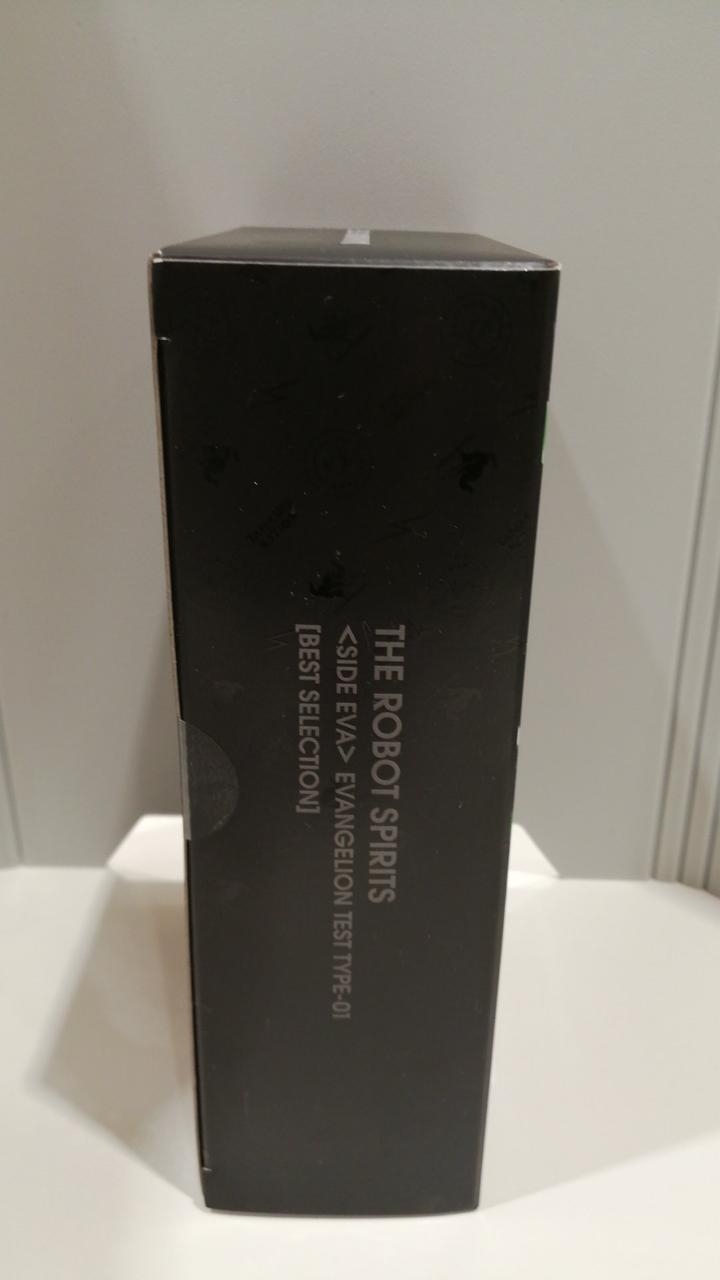 THE ROBOT SPIRITS
<SIDE EVA> EVANGELION TEST TYPE-01
[BEST SELECTION]